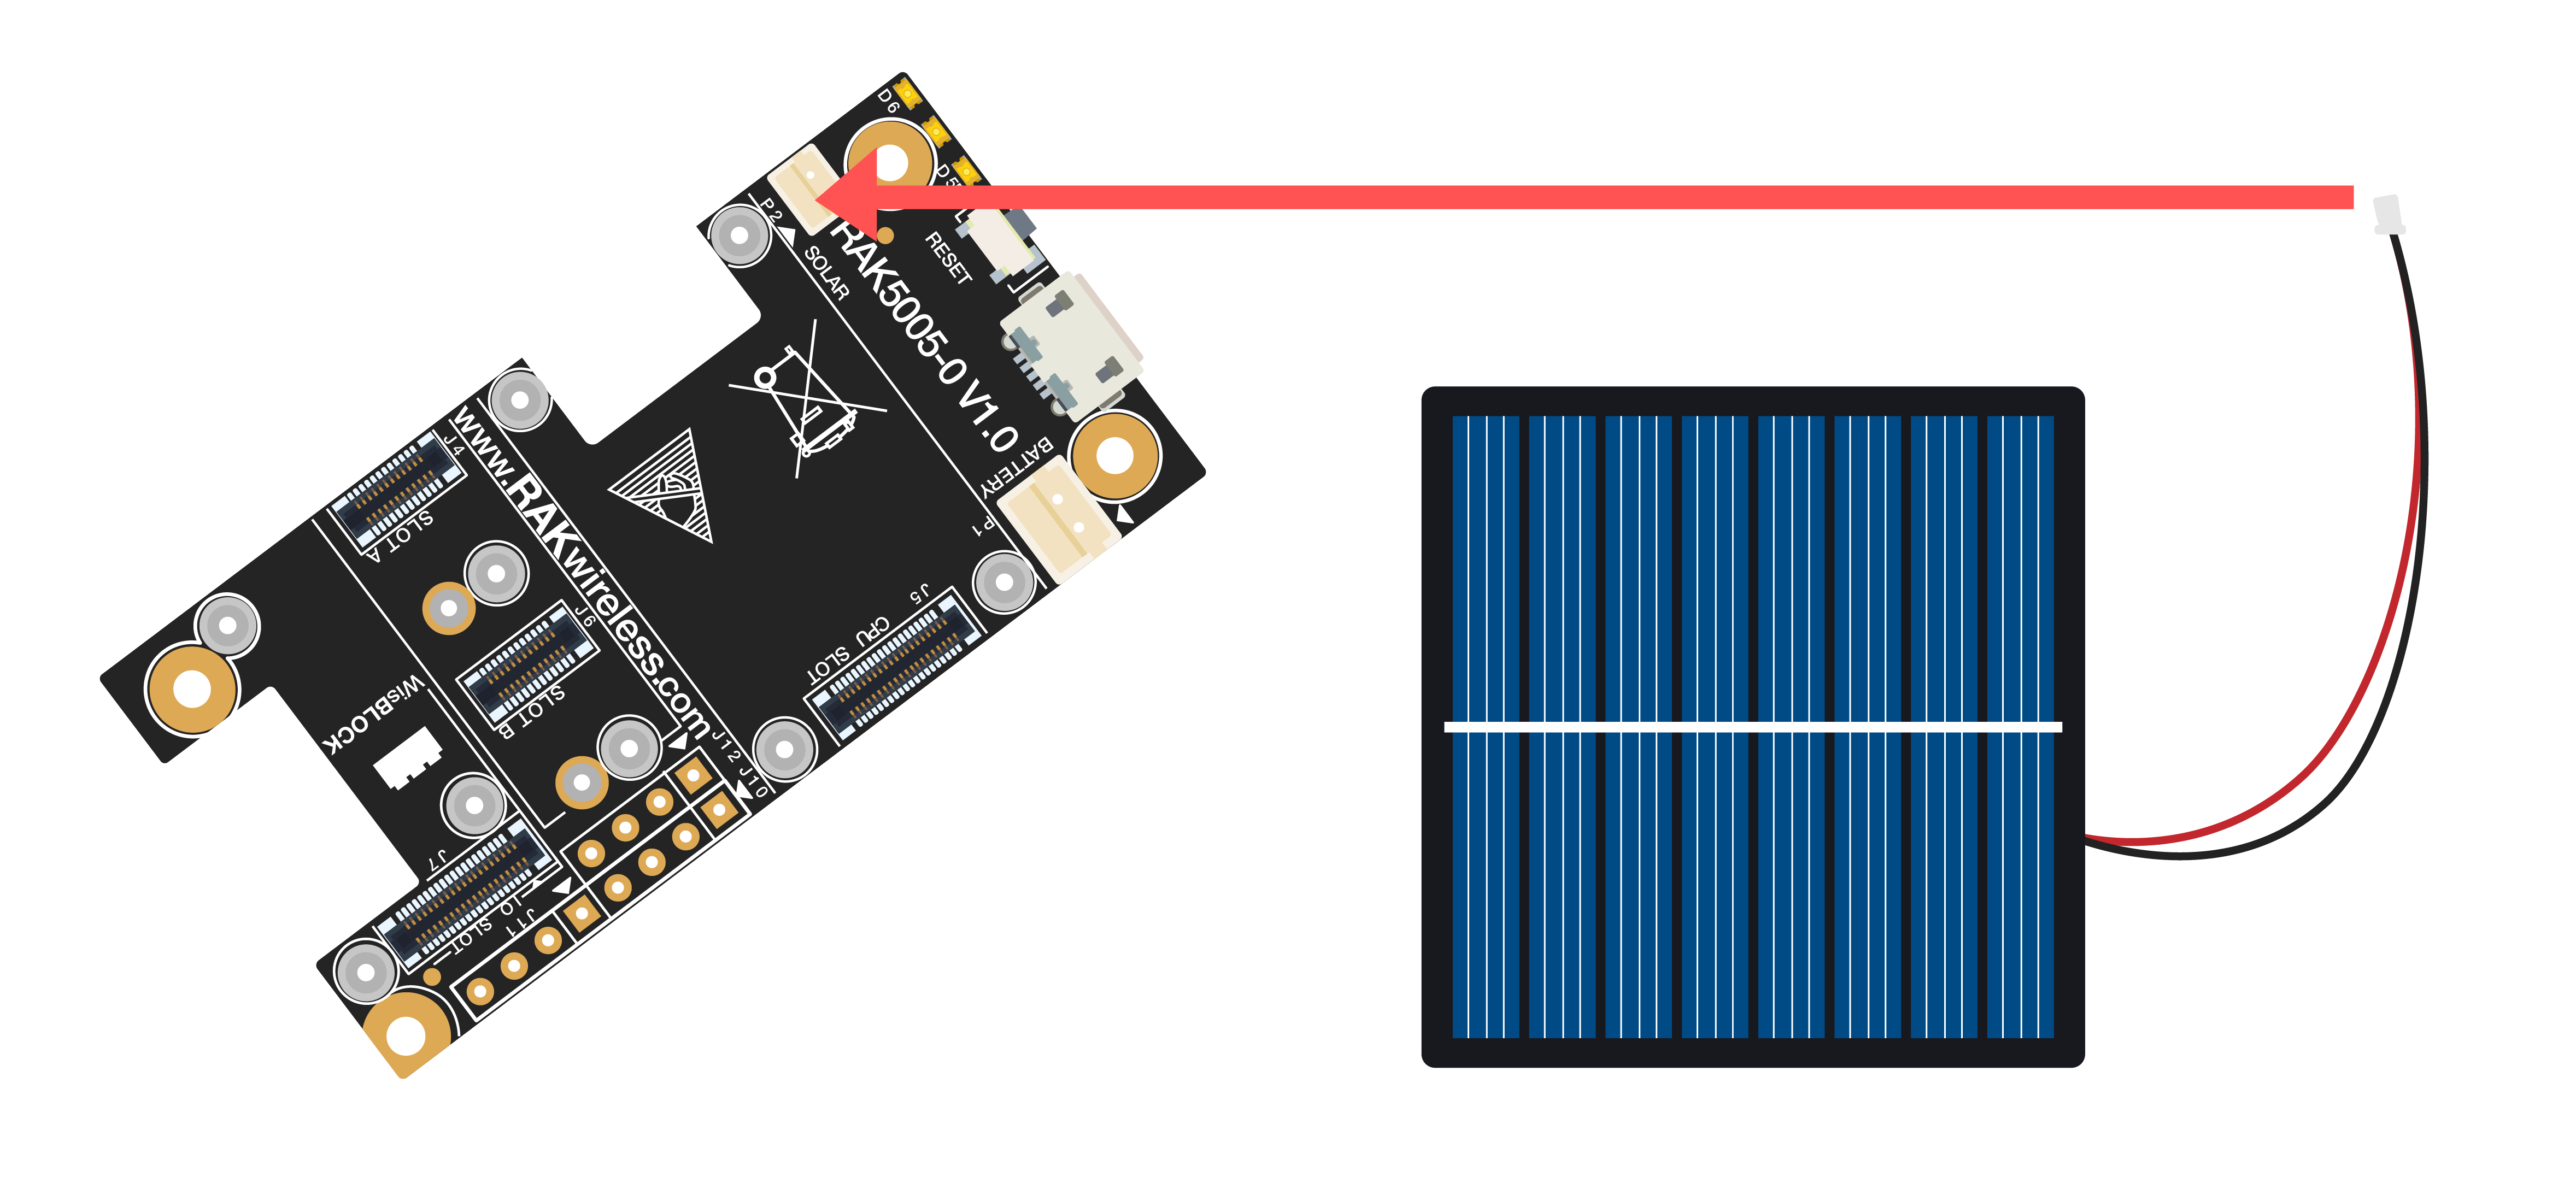 D6
D5
P2
SOLAR
RESET
RAK5005-O V1.0
BATTERY
P1
J4
SLOT A
www.RAKwireless.com
J6
SLOT B
J5
CPU SLOT
WisBLOCK
J12
J10
J7
IO SLOT
J11